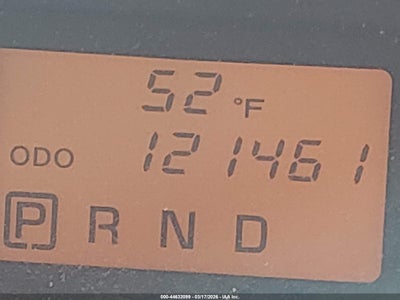 52 °F
ODO 121461
P R N D
000-44632099 - 03/17/2026 - IAA Inc.